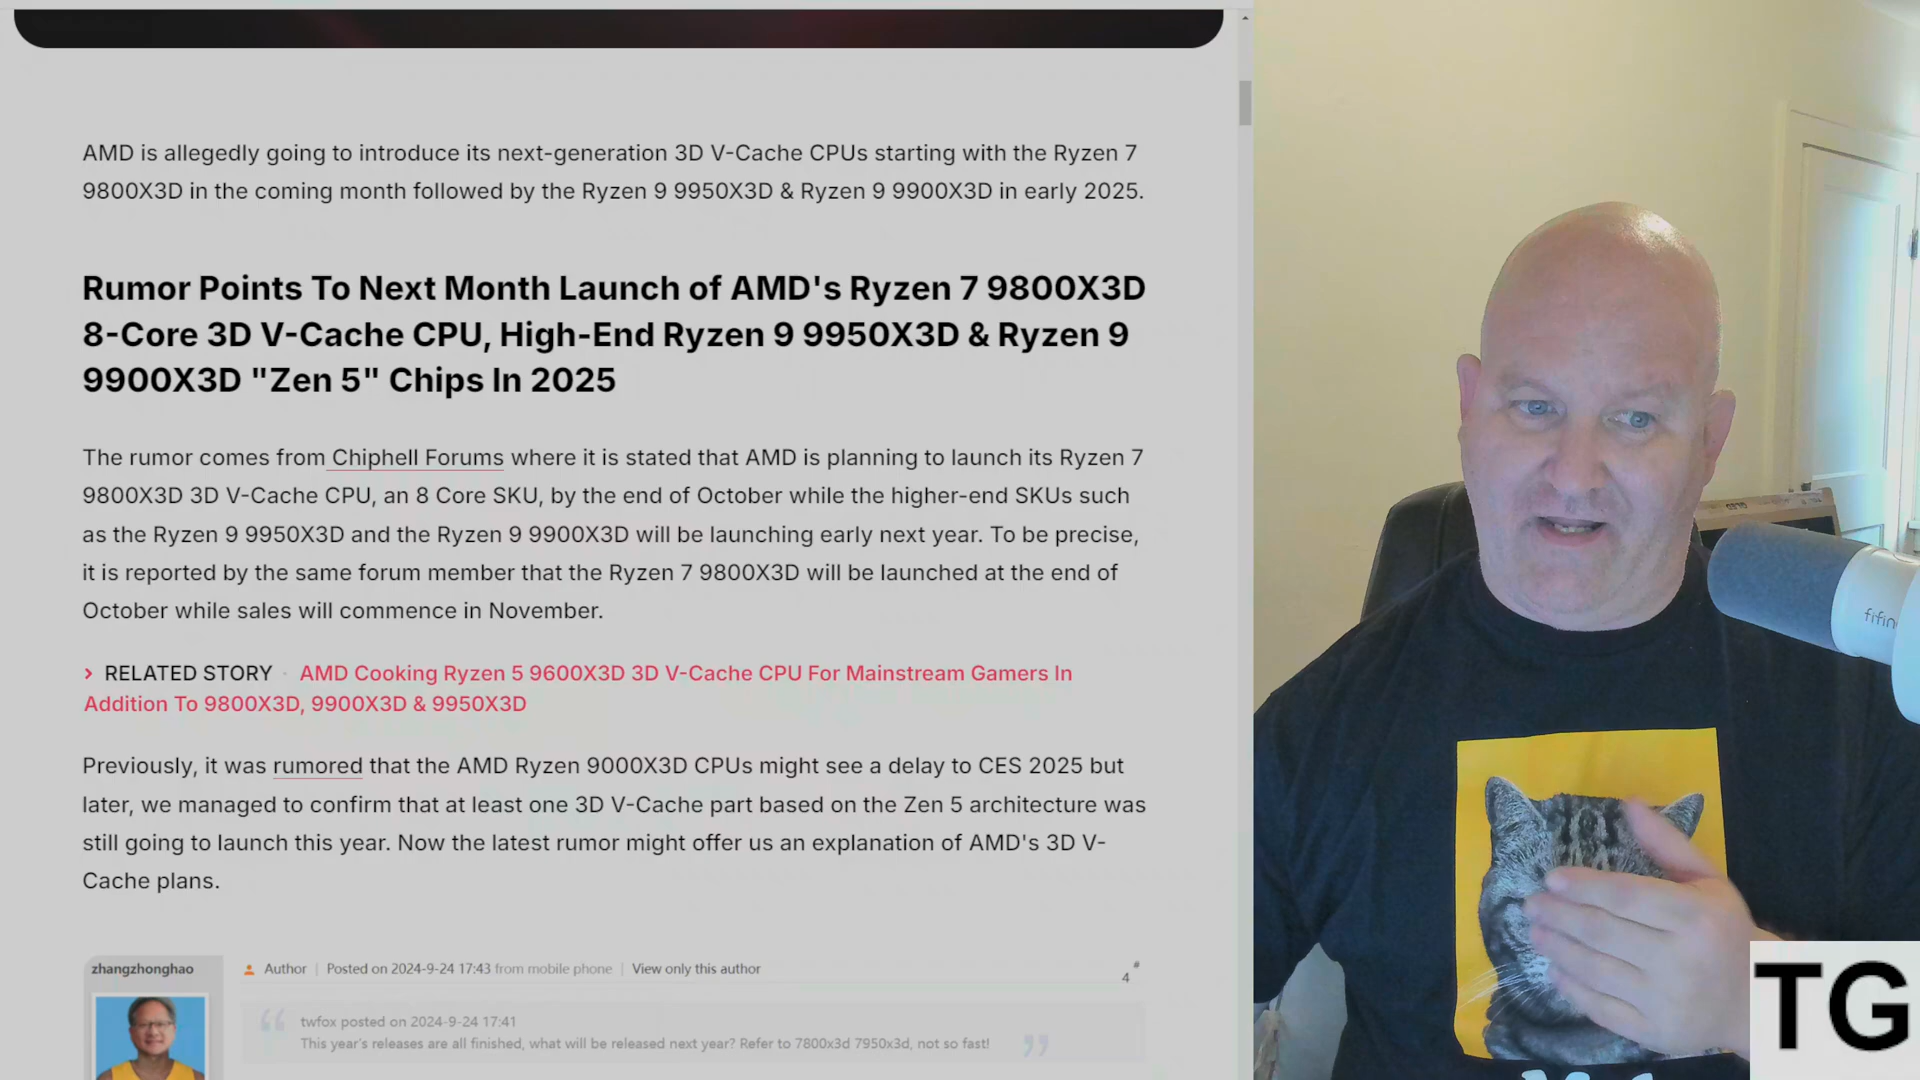 AMD is allegedly going to introduce its next-generation 3D V-Cache CPUs starting with the Ryzen 7
9800X3D in the coming month followed by the Ryzen 9 9950X3D & Ryzen 9 9900X3D in early 2025.
Rumor Points To Next Month Launch of AMD's Ryzen 7 9800X3D
8-Core 3D V-Cache CPU, High-End Ryzen 9 9950X3D & Ryzen 9
9900X3D "Zen 5" Chips In 2025
The rumor comes from Chiphell Forums where it is stated that AMD is planning to launch its Ryzen 7
9800X3D 3D V-Cache CPU, an 8 Core SKU, by the end of October while the higher-end SKUs such
as the Ryzen 9 9950X3D and the Ryzen 9 9900X3D will be launching early next year. To be precise,
it is reported by the same forum member that the Ryzen 7 9800X3D will be launched at the end of
October while sales will commence in November.
> RELATED STORY · AMD Cooking Ryzen 5 9600X3D 3D V-Cache CPU For Mainstream Gamers In
Addition To 9800X3D, 9900X3D & 9950X3D
Previously, it was rumored that the AMD Ryzen 9000X3D CPUs might see a delay to CES 2025 but
later, we managed to confirm that at least one 3D V-Cache part based on the Zen 5 architecture was
still going to launch this year. Now the latest rumor might offer us an explanation of AMD's 3D V-
Cache plans.
zhangzhonghao
Author | Posted on 2024-9-24 17:43 from mobile phone | View only this author
4#
twfox posted on 2024-9-24 17:41
This year's releases are all finished, what will be released next year? Refer to 7800x3d 7950x3d, not so fast!
fifin
TG